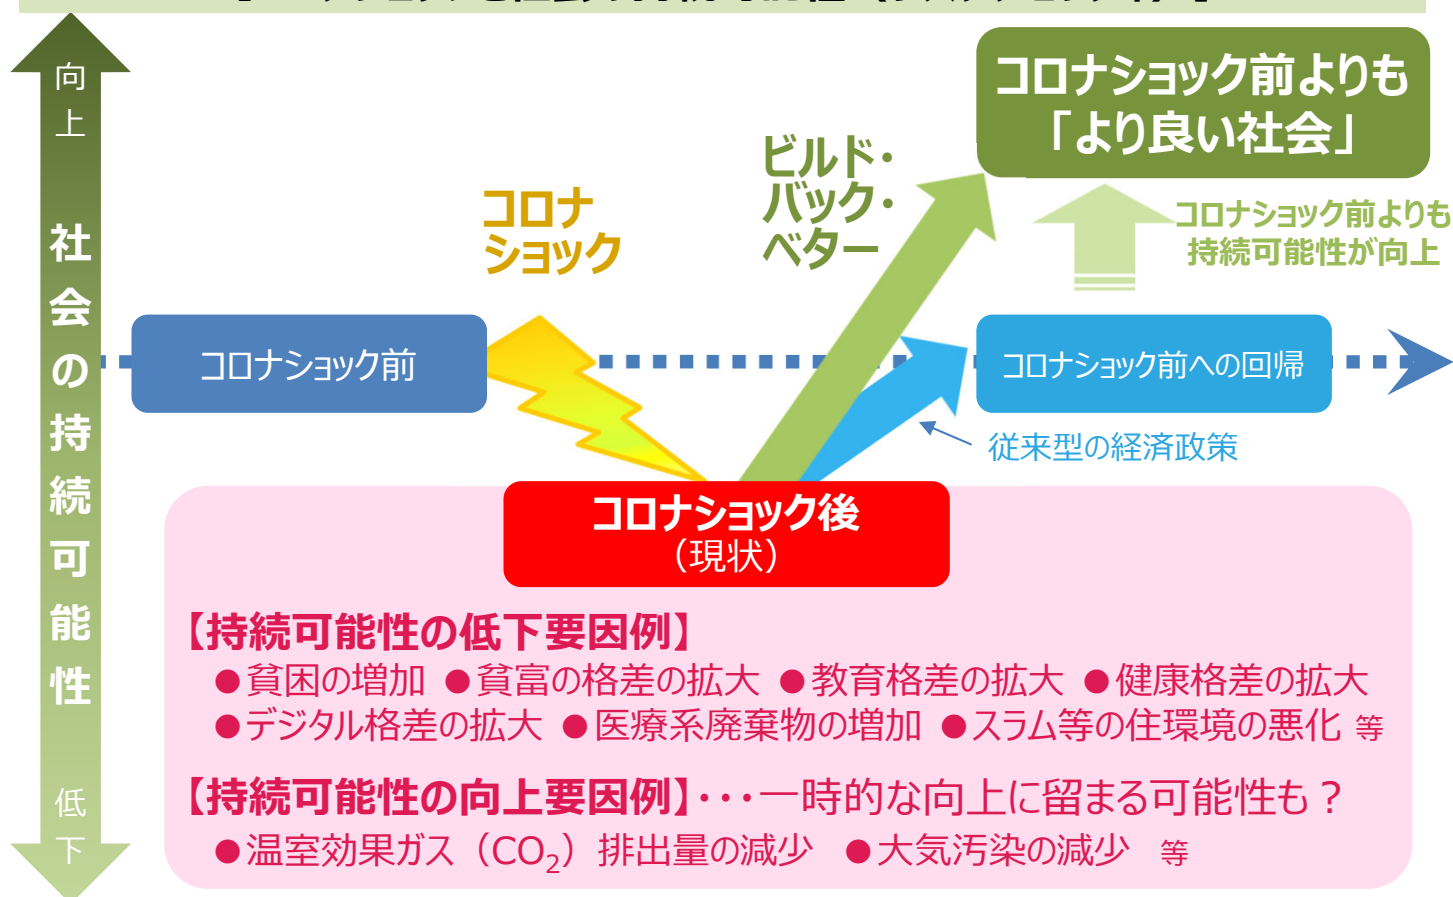 向上
社会の持続可能性
低下
コロナショック前よりも
「より良い社会」
ビルド・
バック・
ベター
コロナ
ショック
コロナショック前よりも
持続可能性が向上
コロナショック前
コロナショック前への回帰
従来型の経済政策
コロナショック後
（現状）
【持続可能性の低下要因例】
●貧困の増加 ●貧富の格差の拡大 ●教育格差の拡大 ●健康格差の拡大
●デジタル格差の拡大 ●医療系廃棄物の増加 ●スラム等の住環境の悪化 等
【持続可能性の向上要因例】・・・一時的な向上に留まる可能性も？
●温室効果ガス（CO₂）排出量の減少 ●大気汚染の減少 等